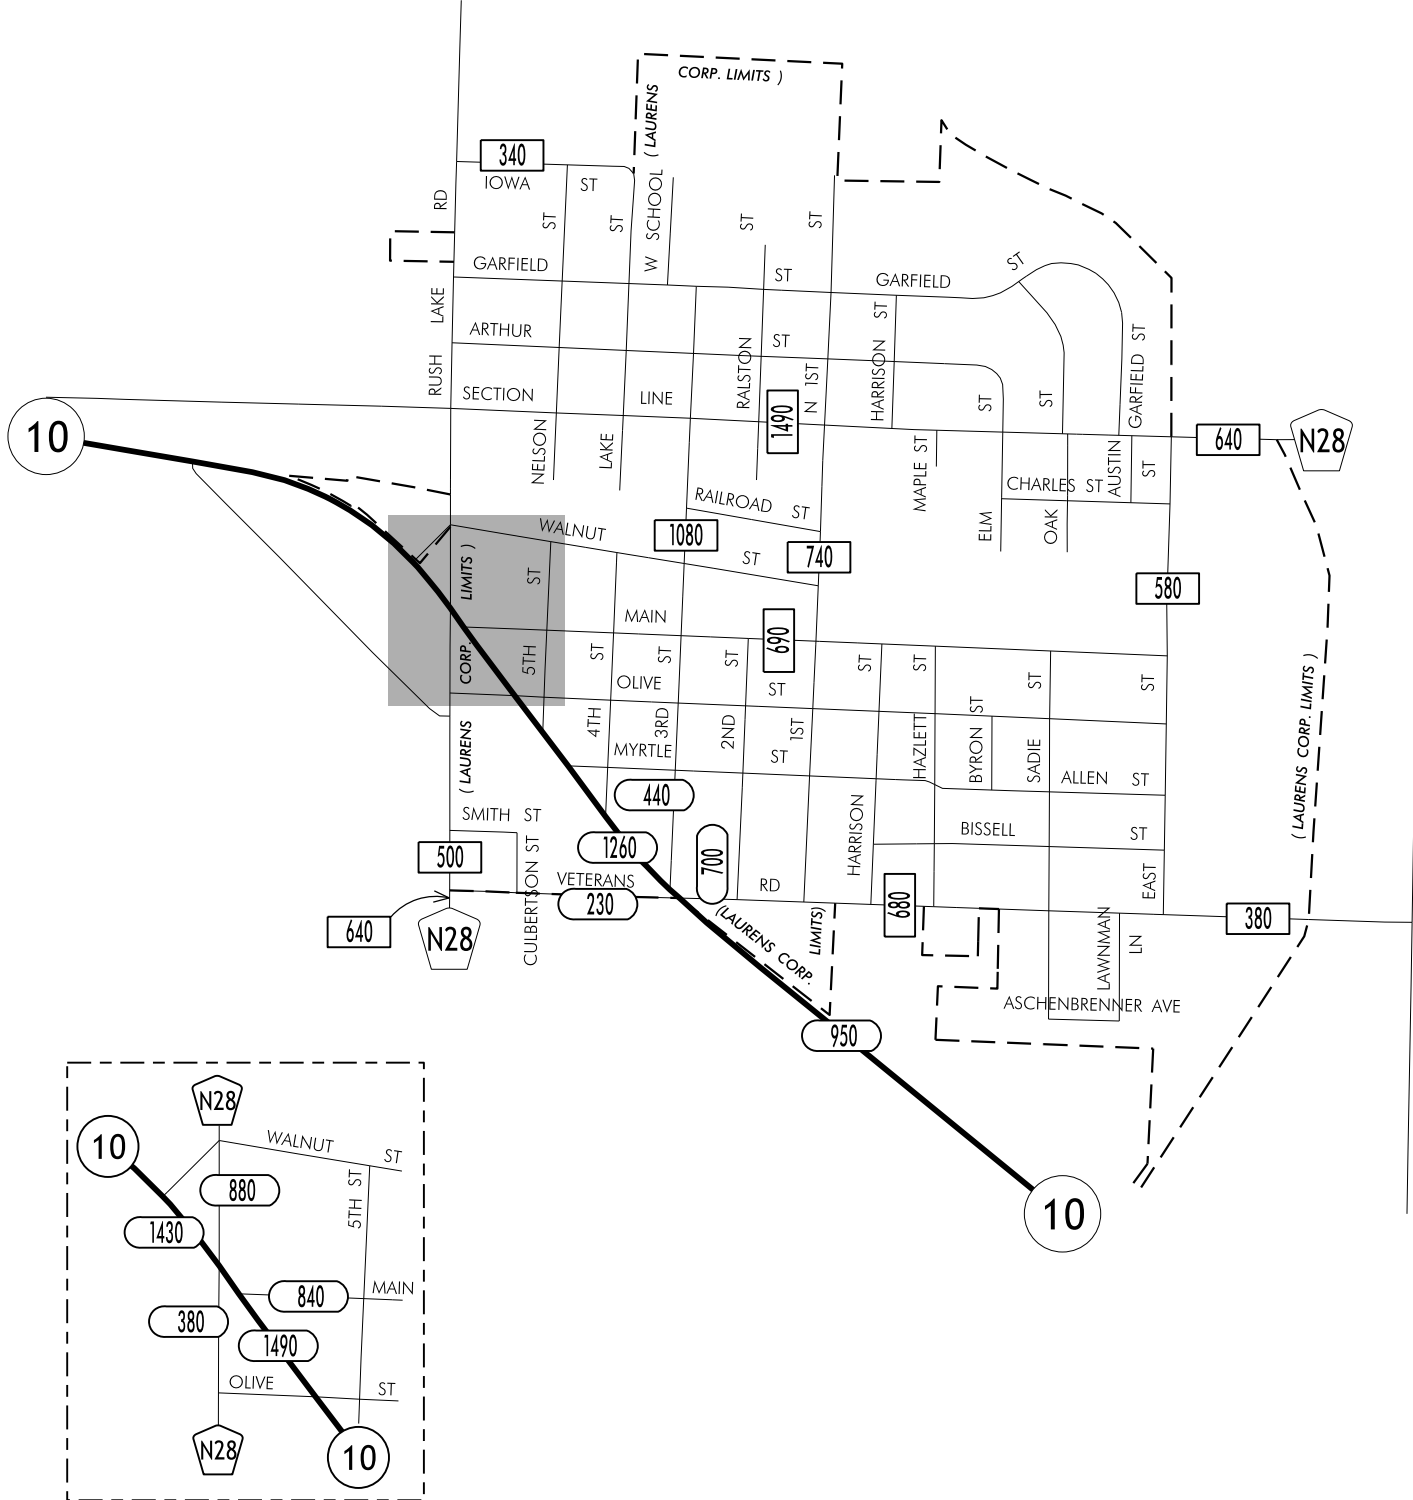 CORP. LIMITS )
( LAURENS
340
IOWA ST
RD
ST
ST
W SCHOOL
ST
ST
GARFIELD
ST
GARFIELD
ST
LAKE
ARTHUR
ST
ST
RALSTON
N 1ST
HARRISON
GARFIELD ST
RUSH
SECTION LINE
1490
ST
ST
10
640
N28
NELSON
LAKE
MAPLE ST
AUSTIN
ST
CHARLES ST
RAILROAD ST
ELM
OAK
WALNUT
ST
1080
740
580
LIMITS )
ST
MAIN
690
CORP.
5TH
ST
ST
ST
ST
ST
ST
ST
OLIVE
ST
ST
( LAURENS CORP. LIMITS )
( LAURENS
4TH
3RD
2ND
1ST
HAZLETT
BYRON
SADIE
MYRTLE
ST
ALLEN ST
440
SMITH ST
HARRISON
BISSELL
ST
500
1260
700
CULBERTSON ST
VETERANS
RD
EAST
230
680
380
640
N28
(LAURENS CORP.
LIMITS)
LAWNMAN
LN
ASCHENBRENNER AVE
950
10
N28
10
WALNUT
ST
880
5TH ST
1430
MAIN
840
380
1490
OLIVE
ST
N28
10